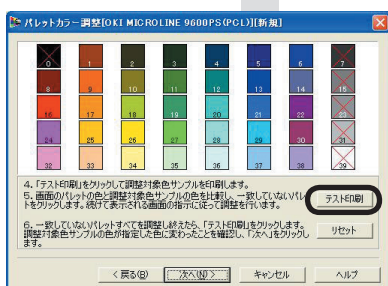 パレットカラー調整[OKI MICROLINE 9600PS(PCL)][新規]
0 1 2 3 4 5 6 7
8 9 10 11 12 13 14 15
16 17 18 19 20 21 22 23
24 25 26 27 28 29 30 31
32 33 34 35 36 37 38 39
4.「テスト印刷」をクリックして調整対象色サンプルを印刷します。
5. 画面のパレットの色と調整対象色サンプルの色を比較し、一致していないパレッ
トをクリックします。続けて表示される画面の指示に従って調整を行います。
テスト印刷
6. 一致していないパレットすべてを調整し終えたら、「テスト印刷」をクリックします。
調整対象色サンプルの色が指定した色に変わったことを確認し、「次へ」をクリックし
ます。
リセット
< 戻る(B)
次へ(N) >
キャンセル
ヘルプ